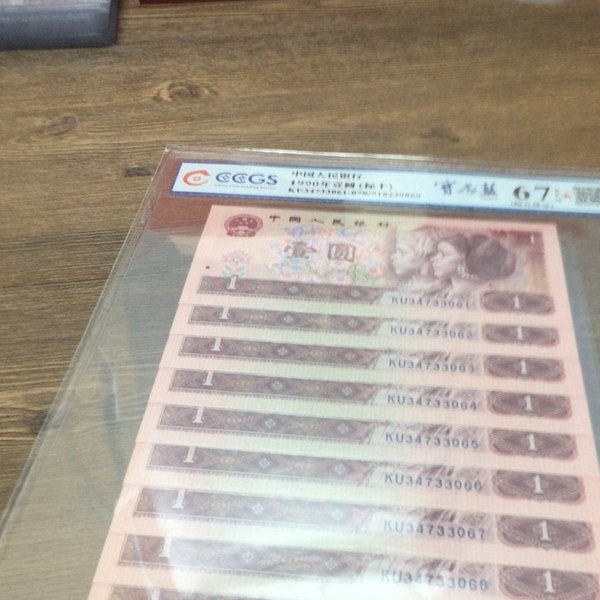 CCGS
中国人民银行
1990年壹圆(标十)
67
中国人民银行
壹圆
1
1 KU34733061 1
1 KU34733062 1
1 KU34733063 1
1 KU34733064 1
1 KU34733065 1
1 KU34733066 1
1 KU34733067 1
1 KU34733068 1